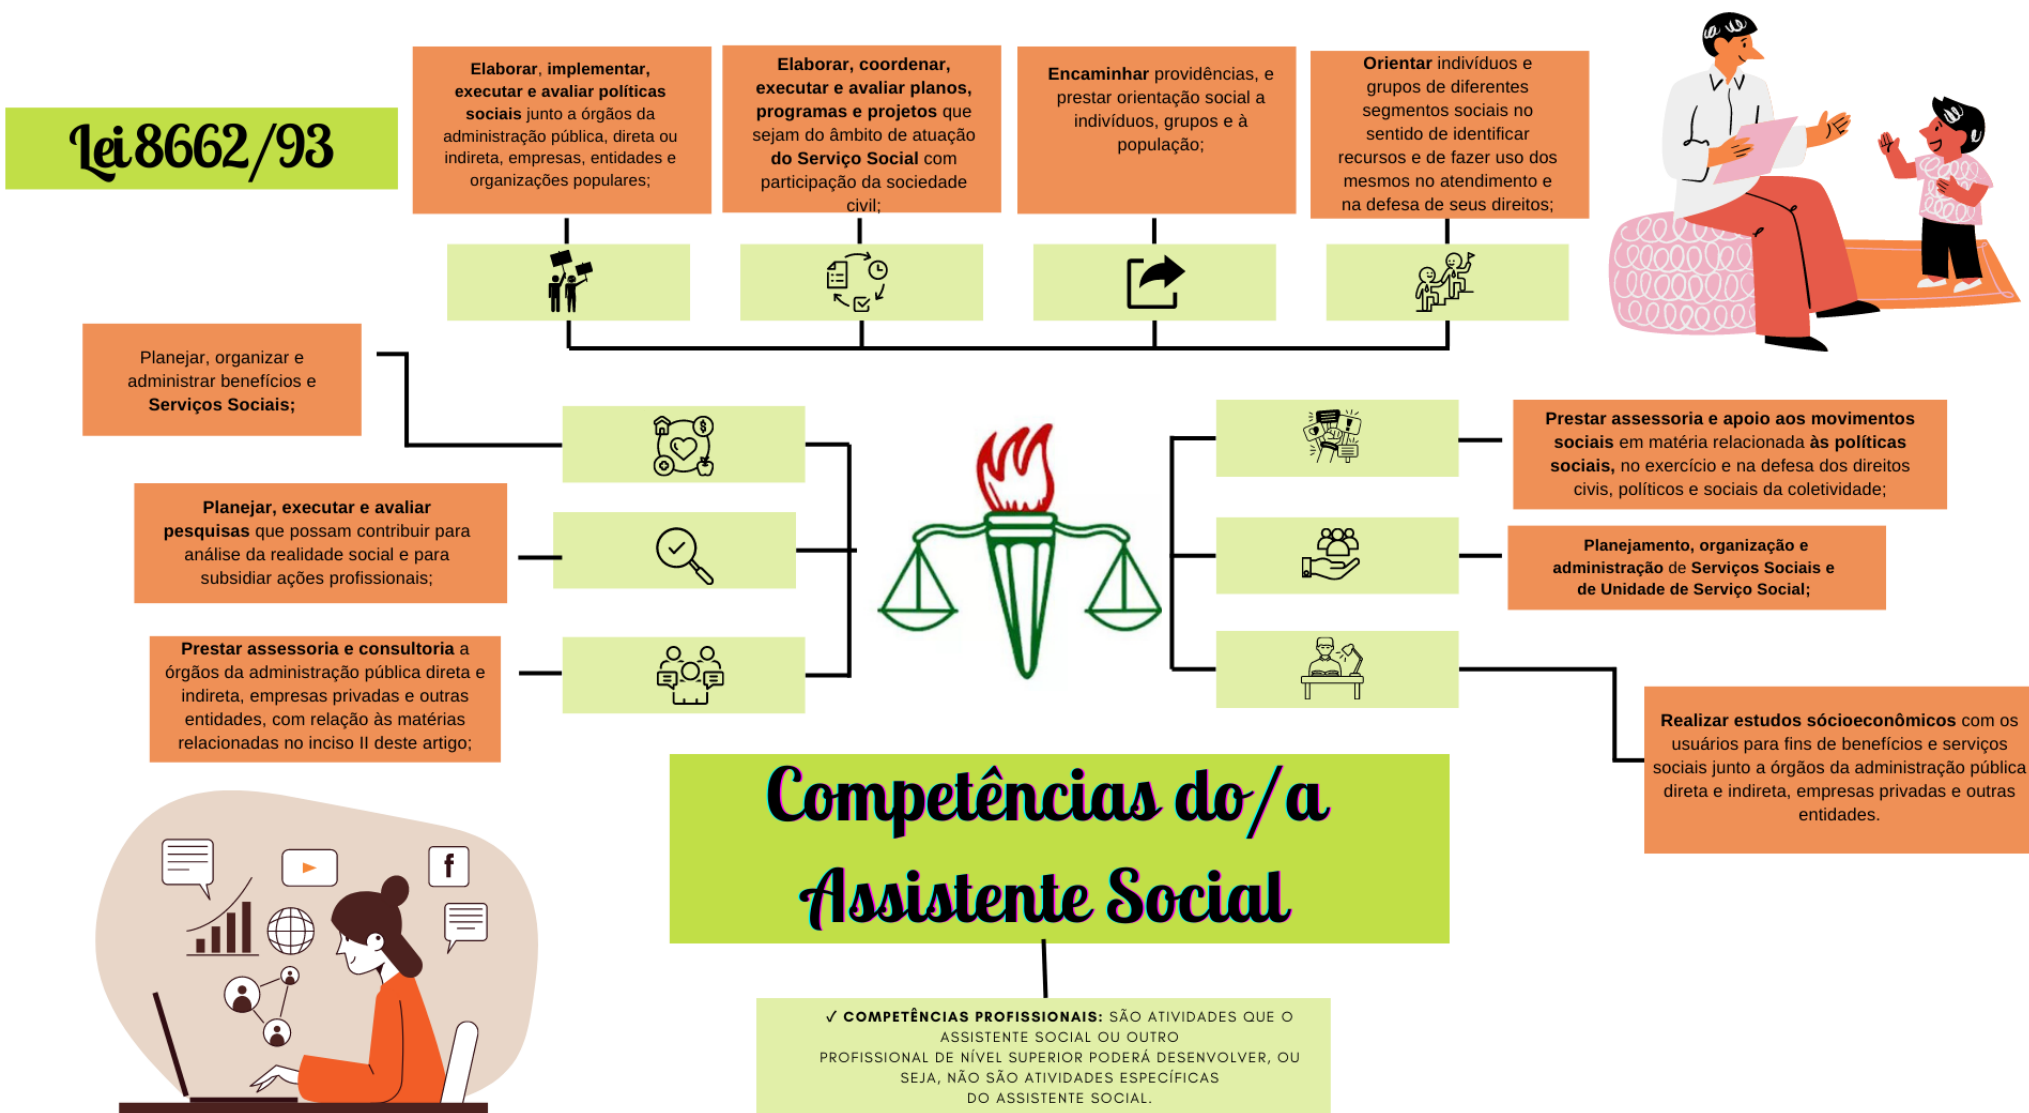 Lei 8662/93
Elaborar, implementar,
executar e avaliar políticas
sociais junto a órgãos da
administração pública, direta ou
indireta, empresas, entidades e
organizações populares;
Elaborar, coordenar,
executar e avaliar planos,
programas e projetos que
sejam do âmbito de atuação
do Serviço Social com
participação da sociedade
civil;
Encaminhar providências, e
prestar orientação social a
indivíduos, grupos e à
população;
Orientar indivíduos e
grupos de diferentes
segmentos sociais no
sentido de identificar
recursos e de fazer uso dos
mesmos no atendimento e
na defesa de seus direitos;
Planejar, organizar e
administrar benefícios e
Serviços Sociais;
Planejar, executar e avaliar
pesquisas que possam contribuir para
análise da realidade social e para
subsidiar ações profissionais;
Prestar assessoria e consultoria a
órgãos da administração pública direta e
indireta, empresas privadas e outras
entidades, com relação às matérias
relacionadas no inciso II deste artigo;
Prestar assessoria e apoio aos movimentos
sociais em matéria relacionada às políticas
sociais, no exercício e na defesa dos direitos
civis, políticos e sociais da coletividade;
Planejamento, organização e
administração de Serviços Sociais e
de Unidade de Serviço Social;
Realizar estudos sócioeconômicos com os
usuários para fins de benefícios e serviços
sociais junto a órgãos da administração pública
direta e indireta, empresas privadas e outras
entidades.
Competências do/a
Assistente Social
✓ COMPETÊNCIAS PROFISSIONAIS: SÃO ATIVIDADES QUE O
ASSISTENTE SOCIAL OU OUTRO
PROFISSIONAL DE NÍVEL SUPERIOR PODERÁ DESENVOLVER, OU
SEJA, NÃO SÃO ATIVIDADES ESPECÍFICAS
DO ASSISTENTE SOCIAL.